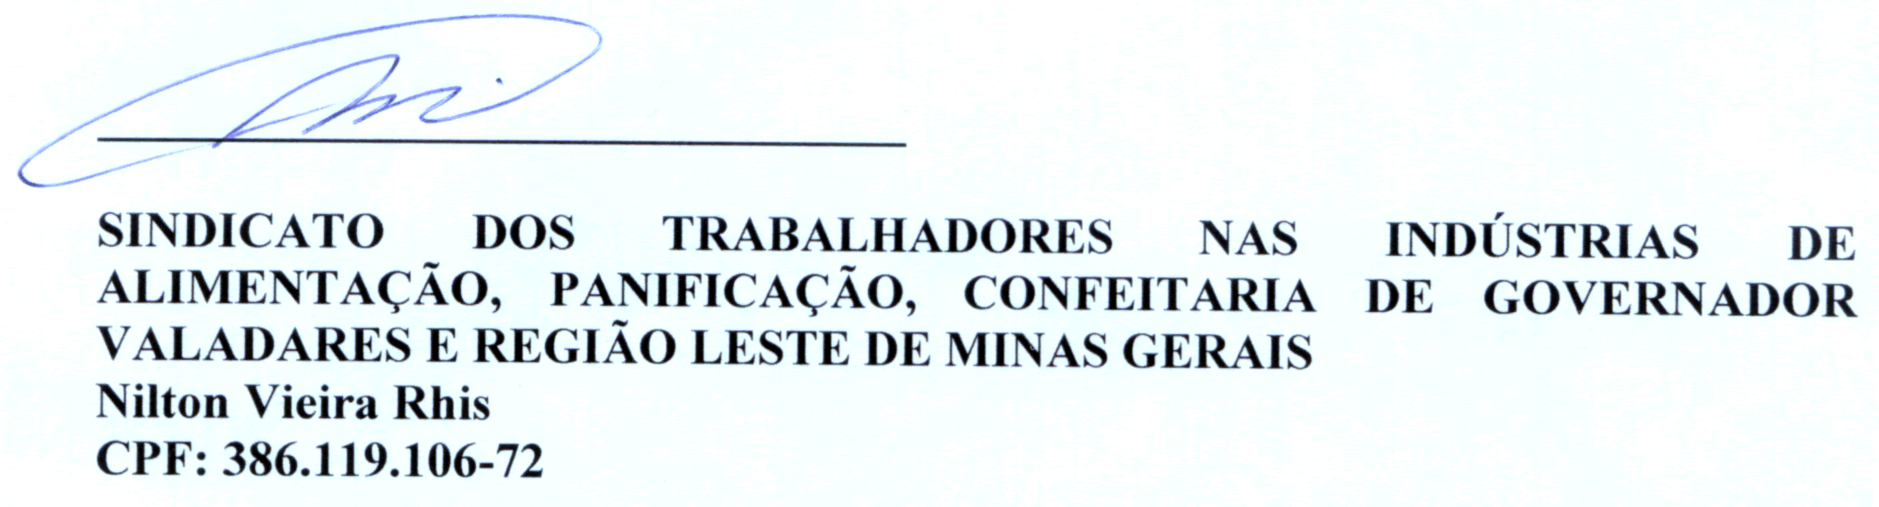 SINDICATO DOS TRABALHADORES NAS INDÚSTRIAS DE
ALIMENTAÇÃO, PANIFICAÇÃO, CONFEITARIA DE GOVERNADOR
VALADARES E REGIÃO LESTE DE MINAS GERAIS
Nilton Vieira Rhis
CPF: 386.119.106-72